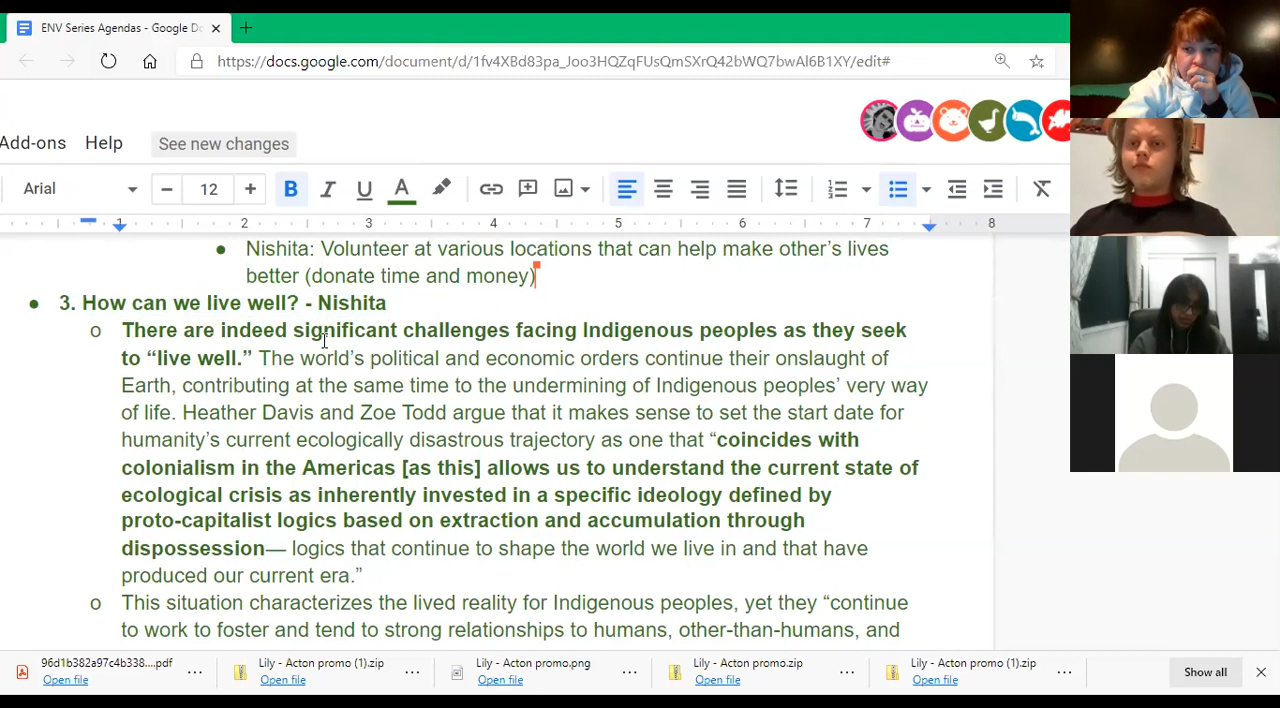 ENV Series Agendas - Google Do
https://docs.google.com/document/d/1fv4XBd83pa_Joo3HQZqFUsQmSXrQ42bWQ7bwAl6B1XY/edit#
Add-ons Help See new changes
Arial 12 B I U A
1 2 3 4 5 6 7 8
• Nishita: Volunteer at various locations that can help make other’s lives
better (donate time and money)
• 3. How can we live well? - Nishita
o There are indeed significant challenges facing Indigenous peoples as they seek
to “live well.” The world’s political and economic orders continue their onslaught of
Earth, contributing at the same time to the undermining of Indigenous peoples’ very way
of life. Heather Davis and Zoe Todd argue that it makes sense to set the start date for
humanity’s current ecologically disastrous trajectory as one that “coincides with
colonialism in the Americas [as this] allows us to understand the current state of
ecological crisis as inherently invested in a specific ideology defined by
proto-capitalist logics based on extraction and accumulation through
dispossession— logics that continue to shape the world we live in and that have
produced our current era.”
o This situation characterizes the lived reality for Indigenous peoples, yet they “continue
to work to foster and tend to strong relationships to humans, other-than-humans, and
96d1b382a97c4b338....pdf Lily - Acton promo (1).zip Lily - Acton promo.png Lily - Acton promo.zip Lily - Acton promo (1).zip Show all
Open file Open file Open file Open file Open file